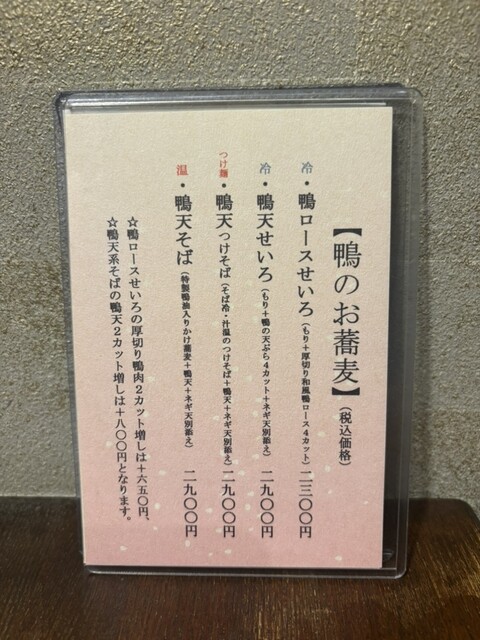 【鴨のお蕎麦】（税込価格）
冷・鴨ロースせいろ（もり＋厚切り和風鴨ロース４カット）二三〇〇円
冷・鴨天せいろ（もり＋鴨の天ぷら４カット＋ネギ天別添え）二九〇〇円
つけ麺・鴨天つけそば（そば冷・汁温のつけそば＋鴨天＋ネギ天別添え）二九〇〇円
温・鴨天そば（特製鴨油入りかけ蕎麦＋鴨天＋ネギ天別添え）二九〇〇円
☆鴨ロースせいろの厚切り鴨肉２カット増しは＋六五〇円、
☆鴨天系そばの鴨天２カット増しは＋八〇〇円となります。